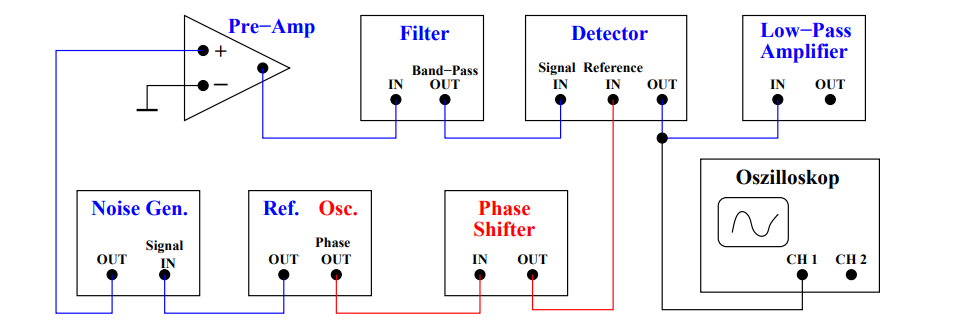 Pre−Amp
+
−
Filter
Band−Pass
IN OUT
Detector
Signal Reference
IN IN OUT
Low−Pass
Amplifier
IN OUT
Noise Gen.
Signal
OUT IN
Ref. Osc.
Phase
OUT OUT
Phase
Shifter
IN OUT
Oszilloskop
CH 1 CH 2